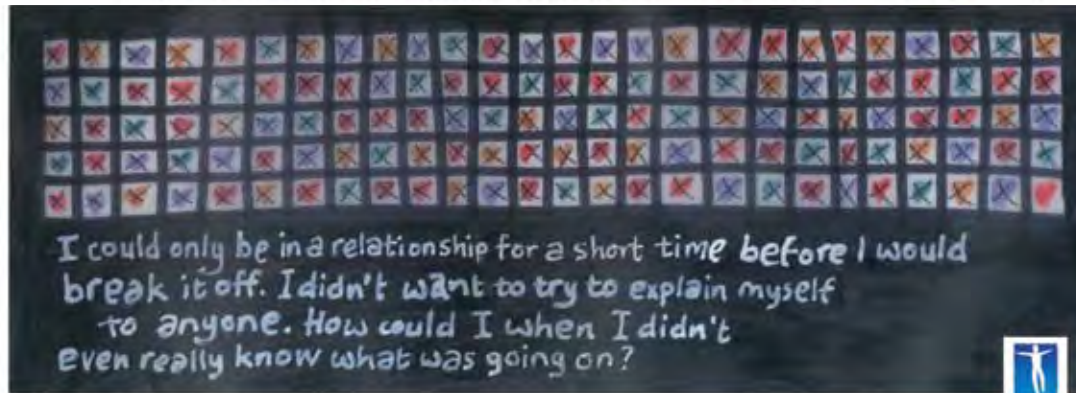 I could only be in a relationship for a short time before I would
break it off. I didn't want to try to explain myself
to anyone. How could I when I didn't
even really know what was going on?